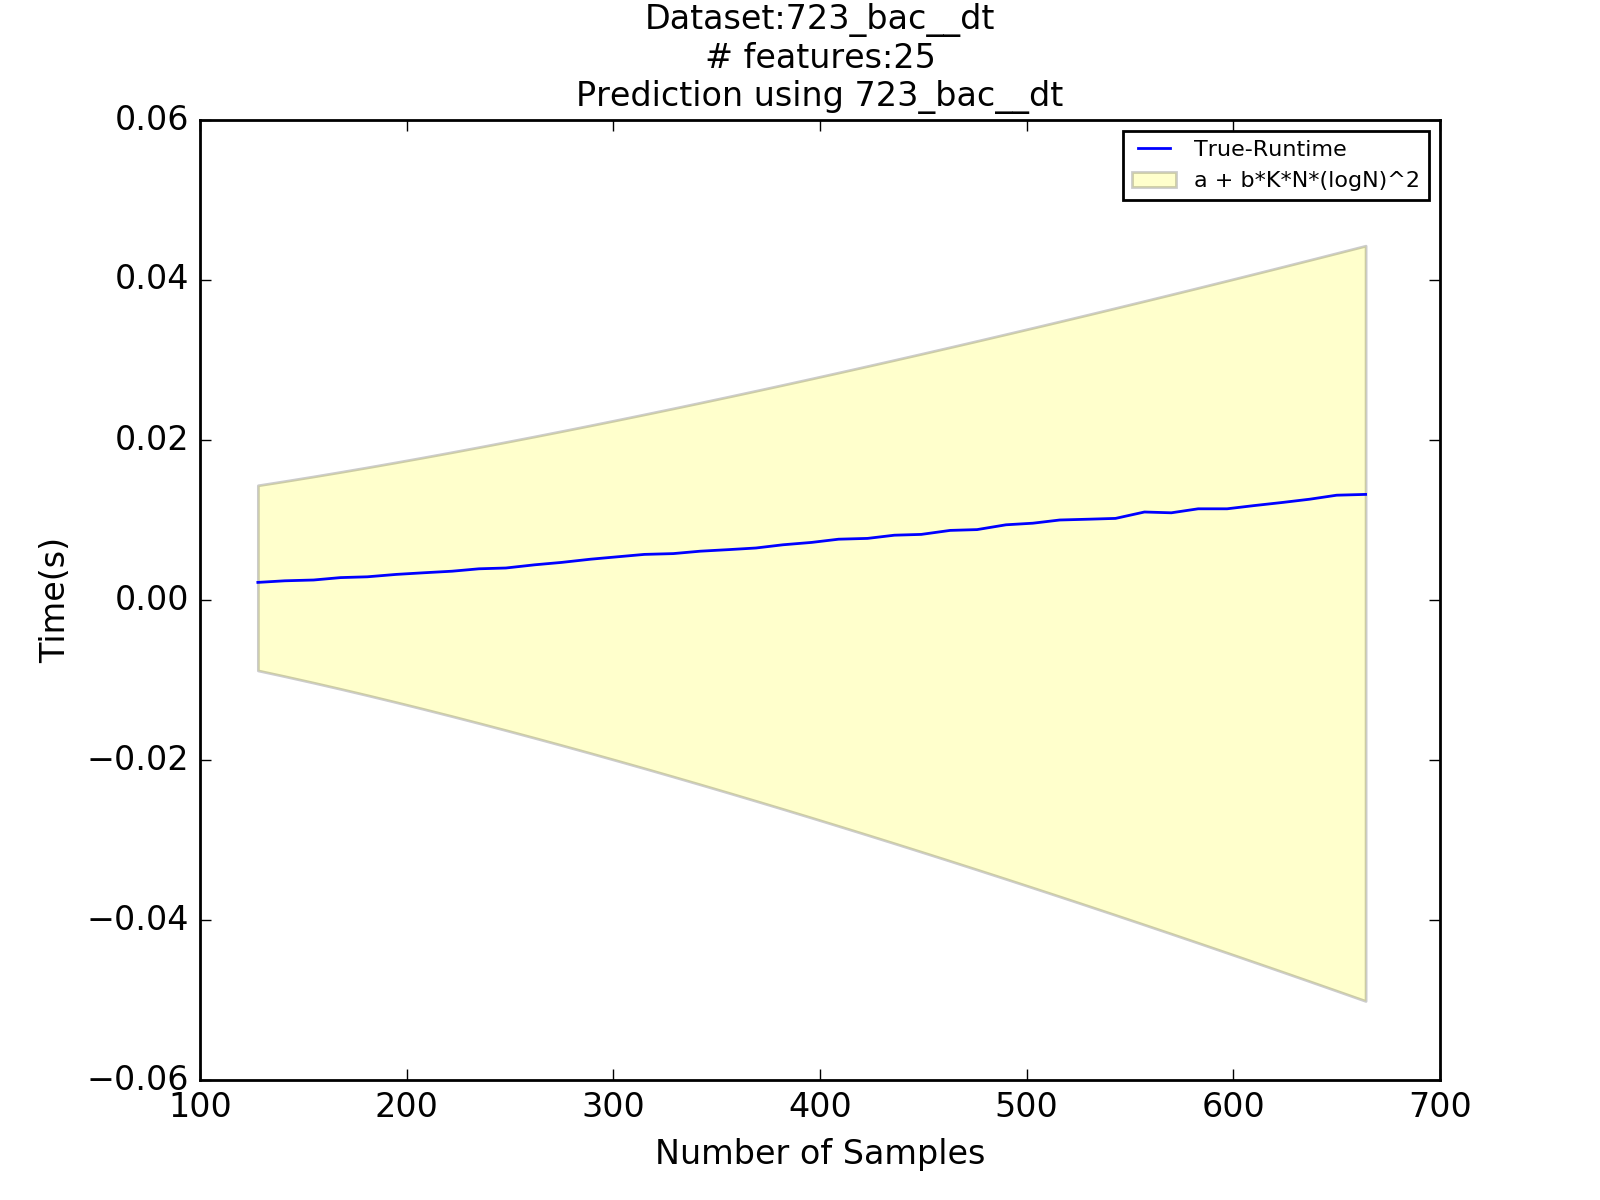 Dataset:723_bac__dt
# features:25
Prediction using 723_bac__dt
True-Runtime
a + b*K*N*(logN)^2
0.06
0.04
0.02
0.00
−0.02
−0.04
−0.06
Time(s)
100 200 300 400 500 600 700
Number of Samples